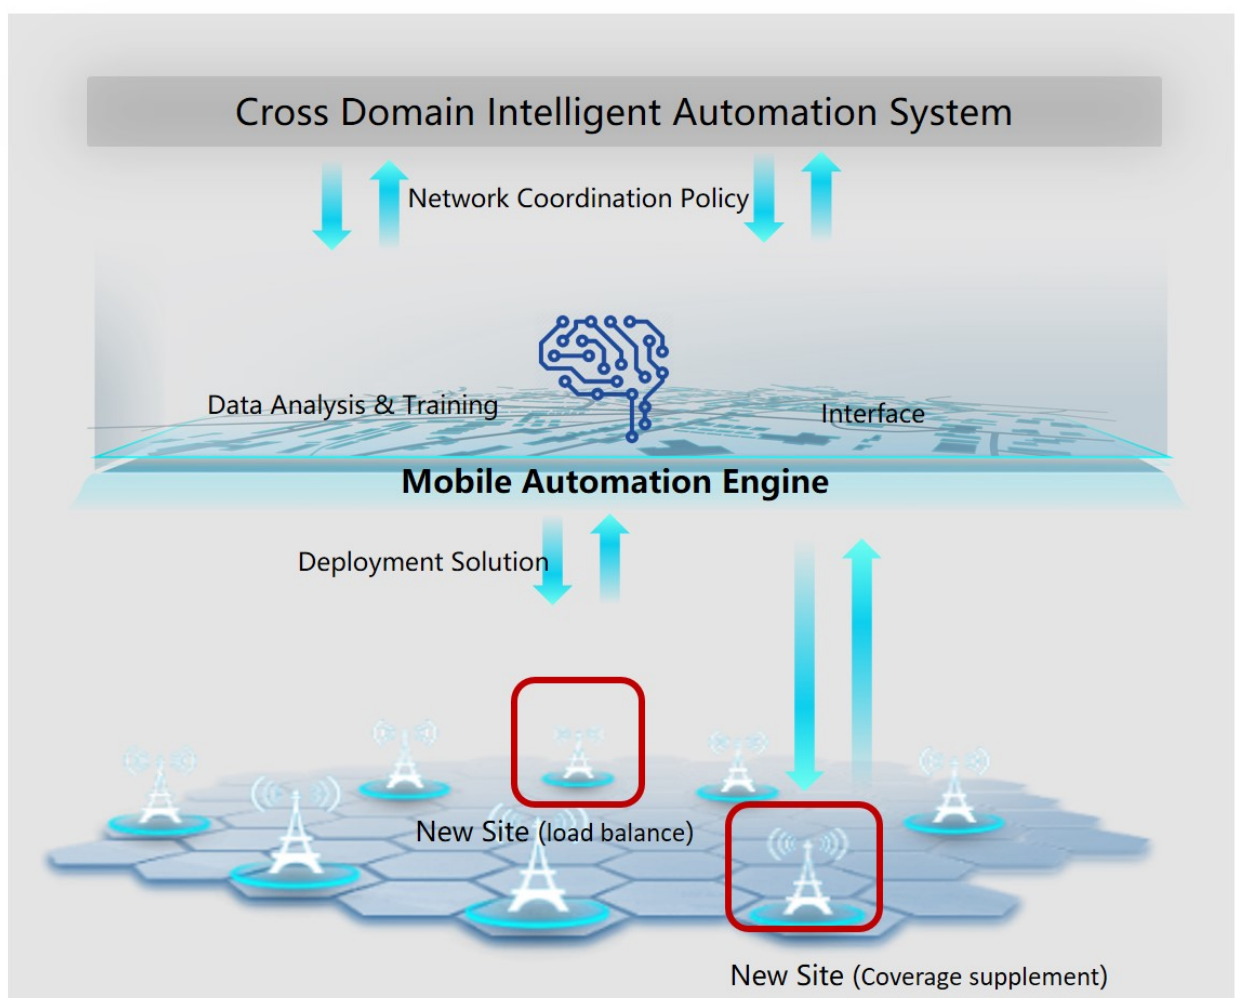 Cross Domain Intelligent Automation System
Network Coordination Policy
Data Analysis & Training
Interface
Mobile Automation Engine
Deployment Solution
New Site (load balance)
New Site (Coverage supplement)